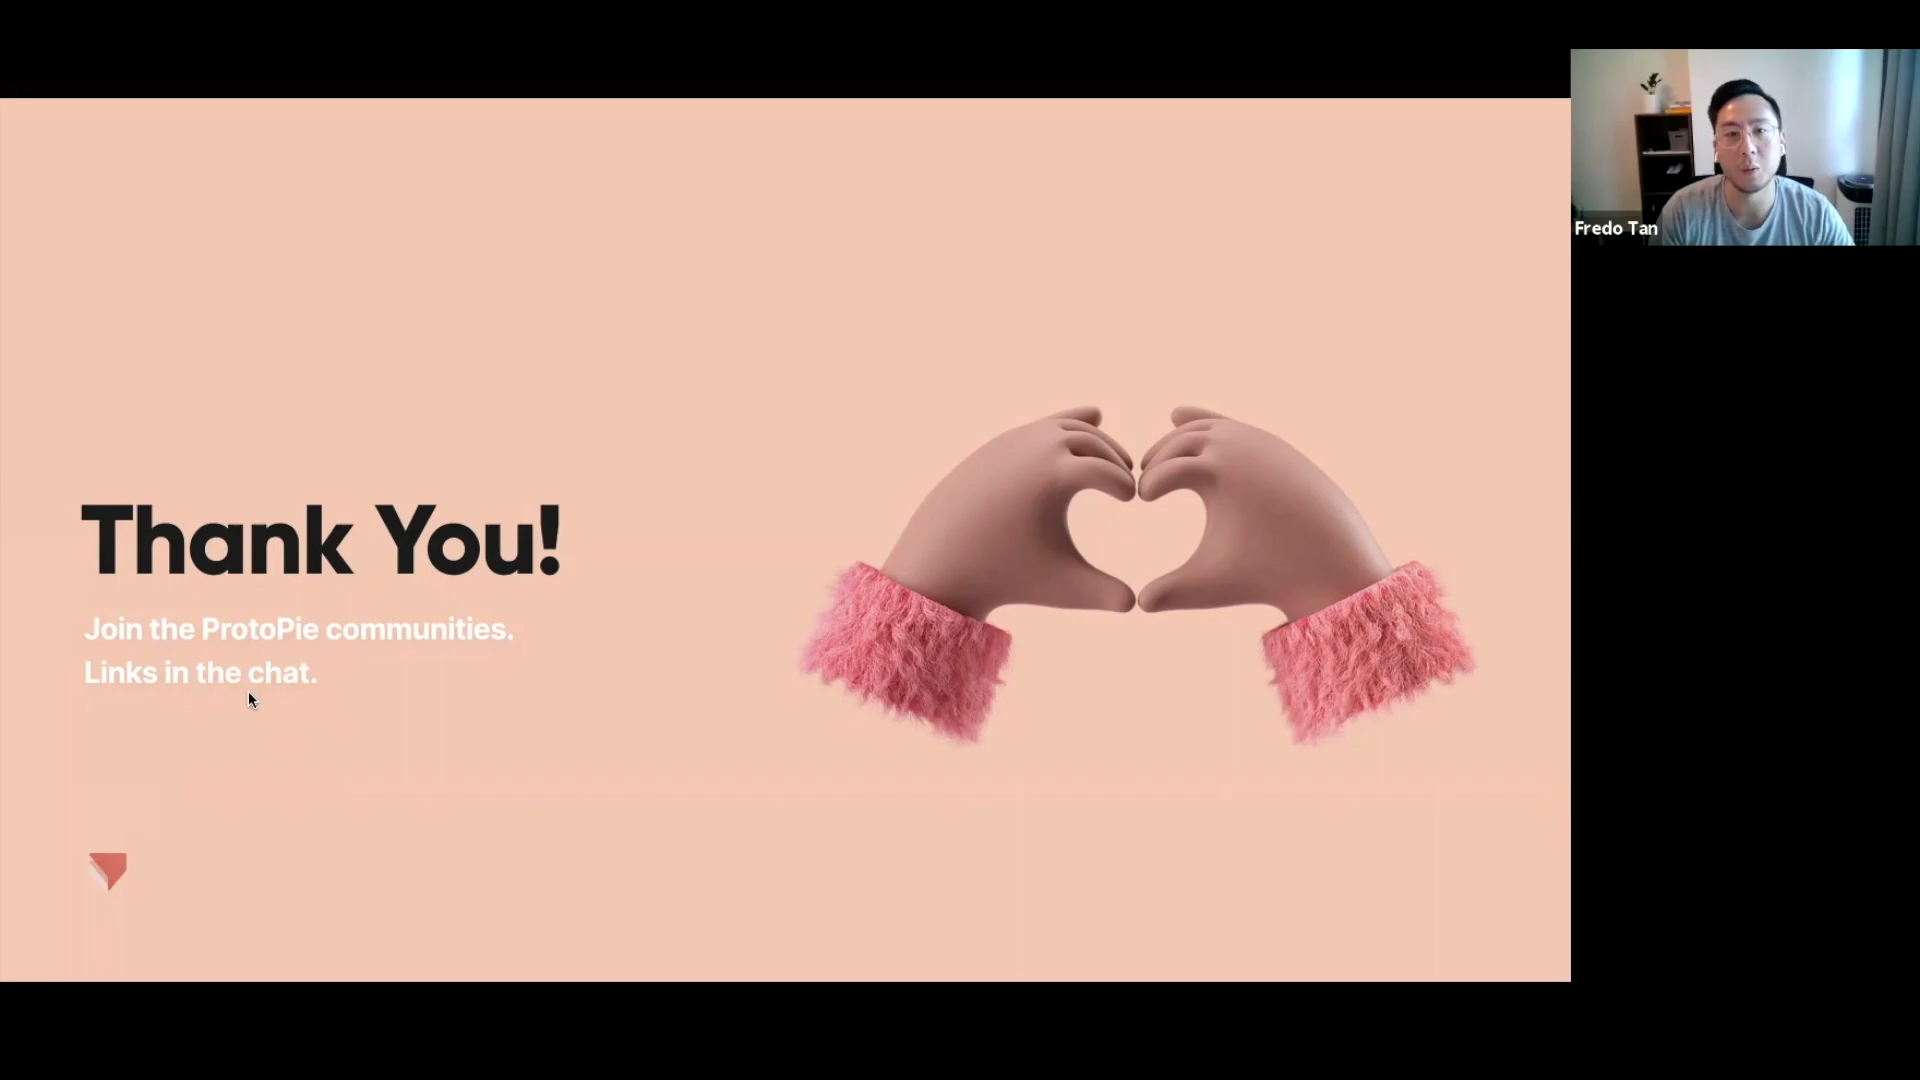 Thank You!
Join the ProtoPie communities.
Links in the chat.
Fredo Tan